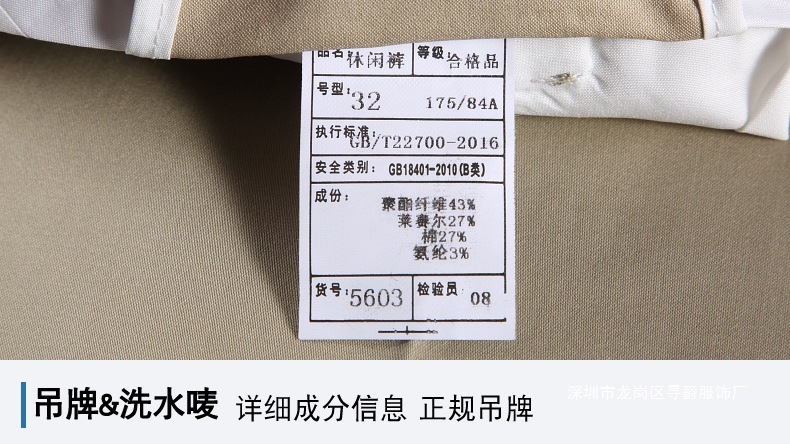 品名: 休闲裤 等级: 合格品
号型: 32 175/84A
执行标准: GB/T22700-2016
安全类别: GB18401-2010(B类)
成份: 聚酯纤维43%
莱赛尔27%
棉27%
氨纶3%
货号: 5603 检验员 08
吊牌&洗水唛 详细成分信息 正规吊牌
深圳市龙岗区导爵服饰厂